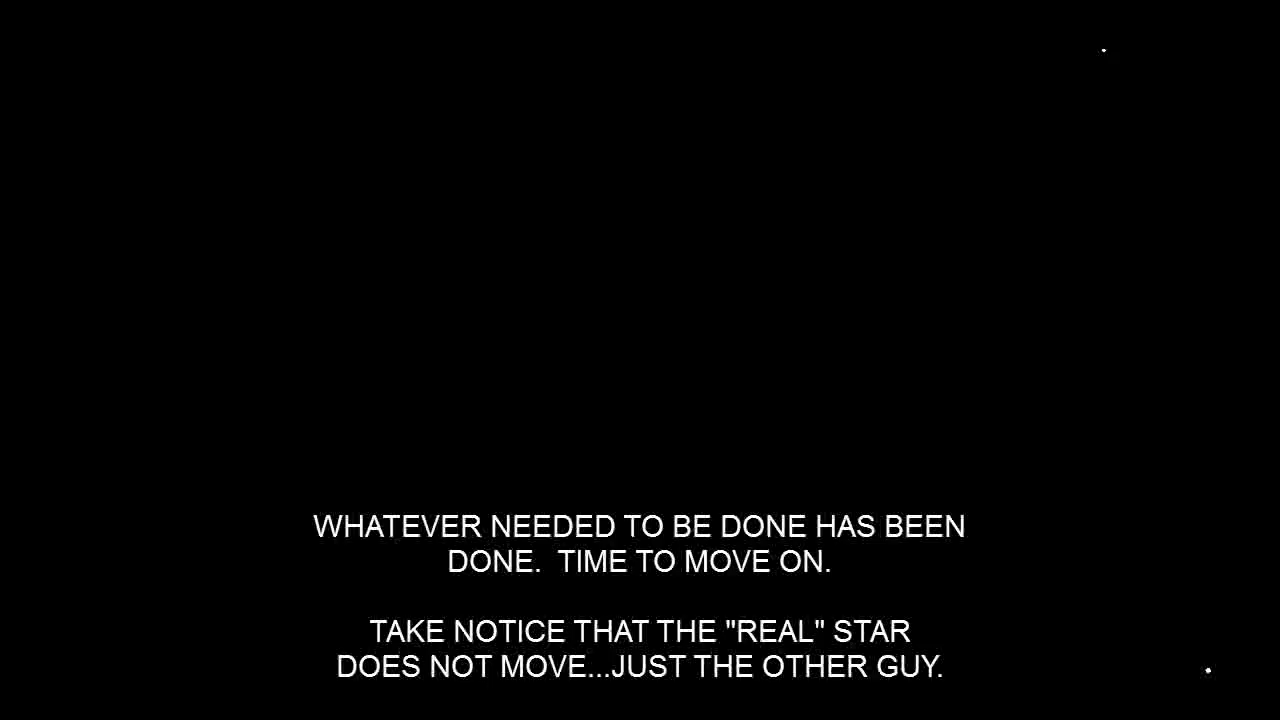 WHATEVER NEEDED TO BE DONE HAS BEEN
DONE.  TIME TO MOVE ON.
TAKE NOTICE THAT THE "REAL" STAR
DOES NOT MOVE...JUST THE OTHER GUY.